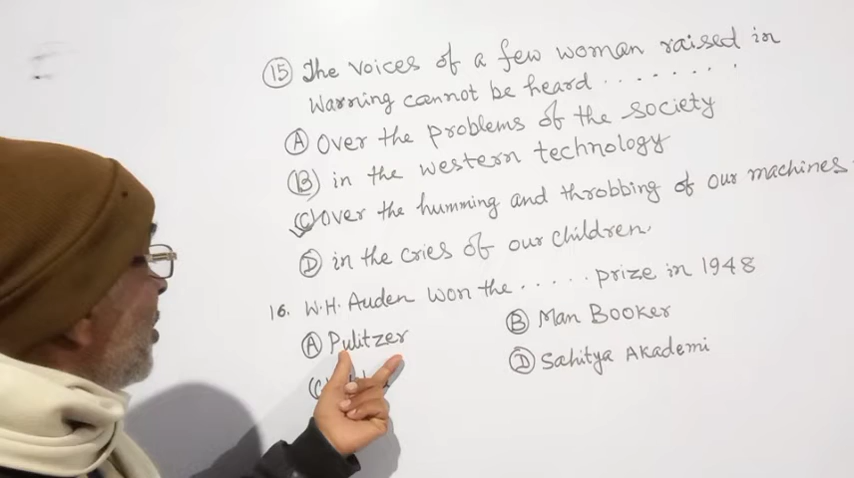 15 The voices of a few woman raised in
warning cannot be heard ........
A Over the problems of the society
B in the western technology
C over the humming and throbbing of our machines.
D in the cries of our children.
16. W.H. Auden won the ..... prize in 1948
A Pulitzer B Man Booker
D Sahitya Akademi